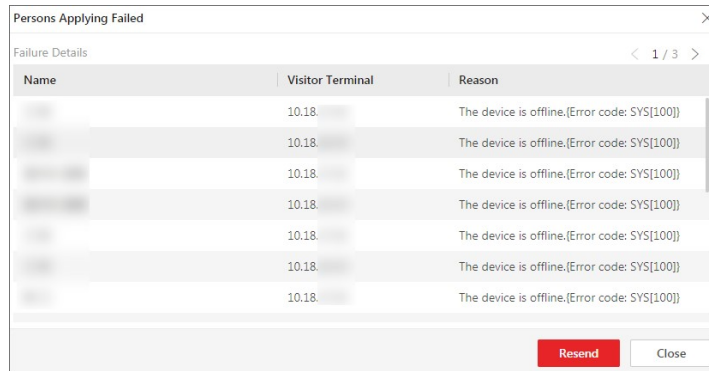 Persons Applying Failed
Failure Details < 1 / 3 >
Name Visitor Terminal Reason
10.18. The device is offline.{Error code: SYS[100]}
10.18. The device is offline.{Error code: SYS[100]}
10.18. The device is offline.{Error code: SYS[100]}
10.18. The device is offline.{Error code: SYS[100]}
10.18. The device is offline.{Error code: SYS[100]}
10.18. The device is offline.{Error code: SYS[100]}
10.18. The device is offline.{Error code: SYS[100]}
Resend Close